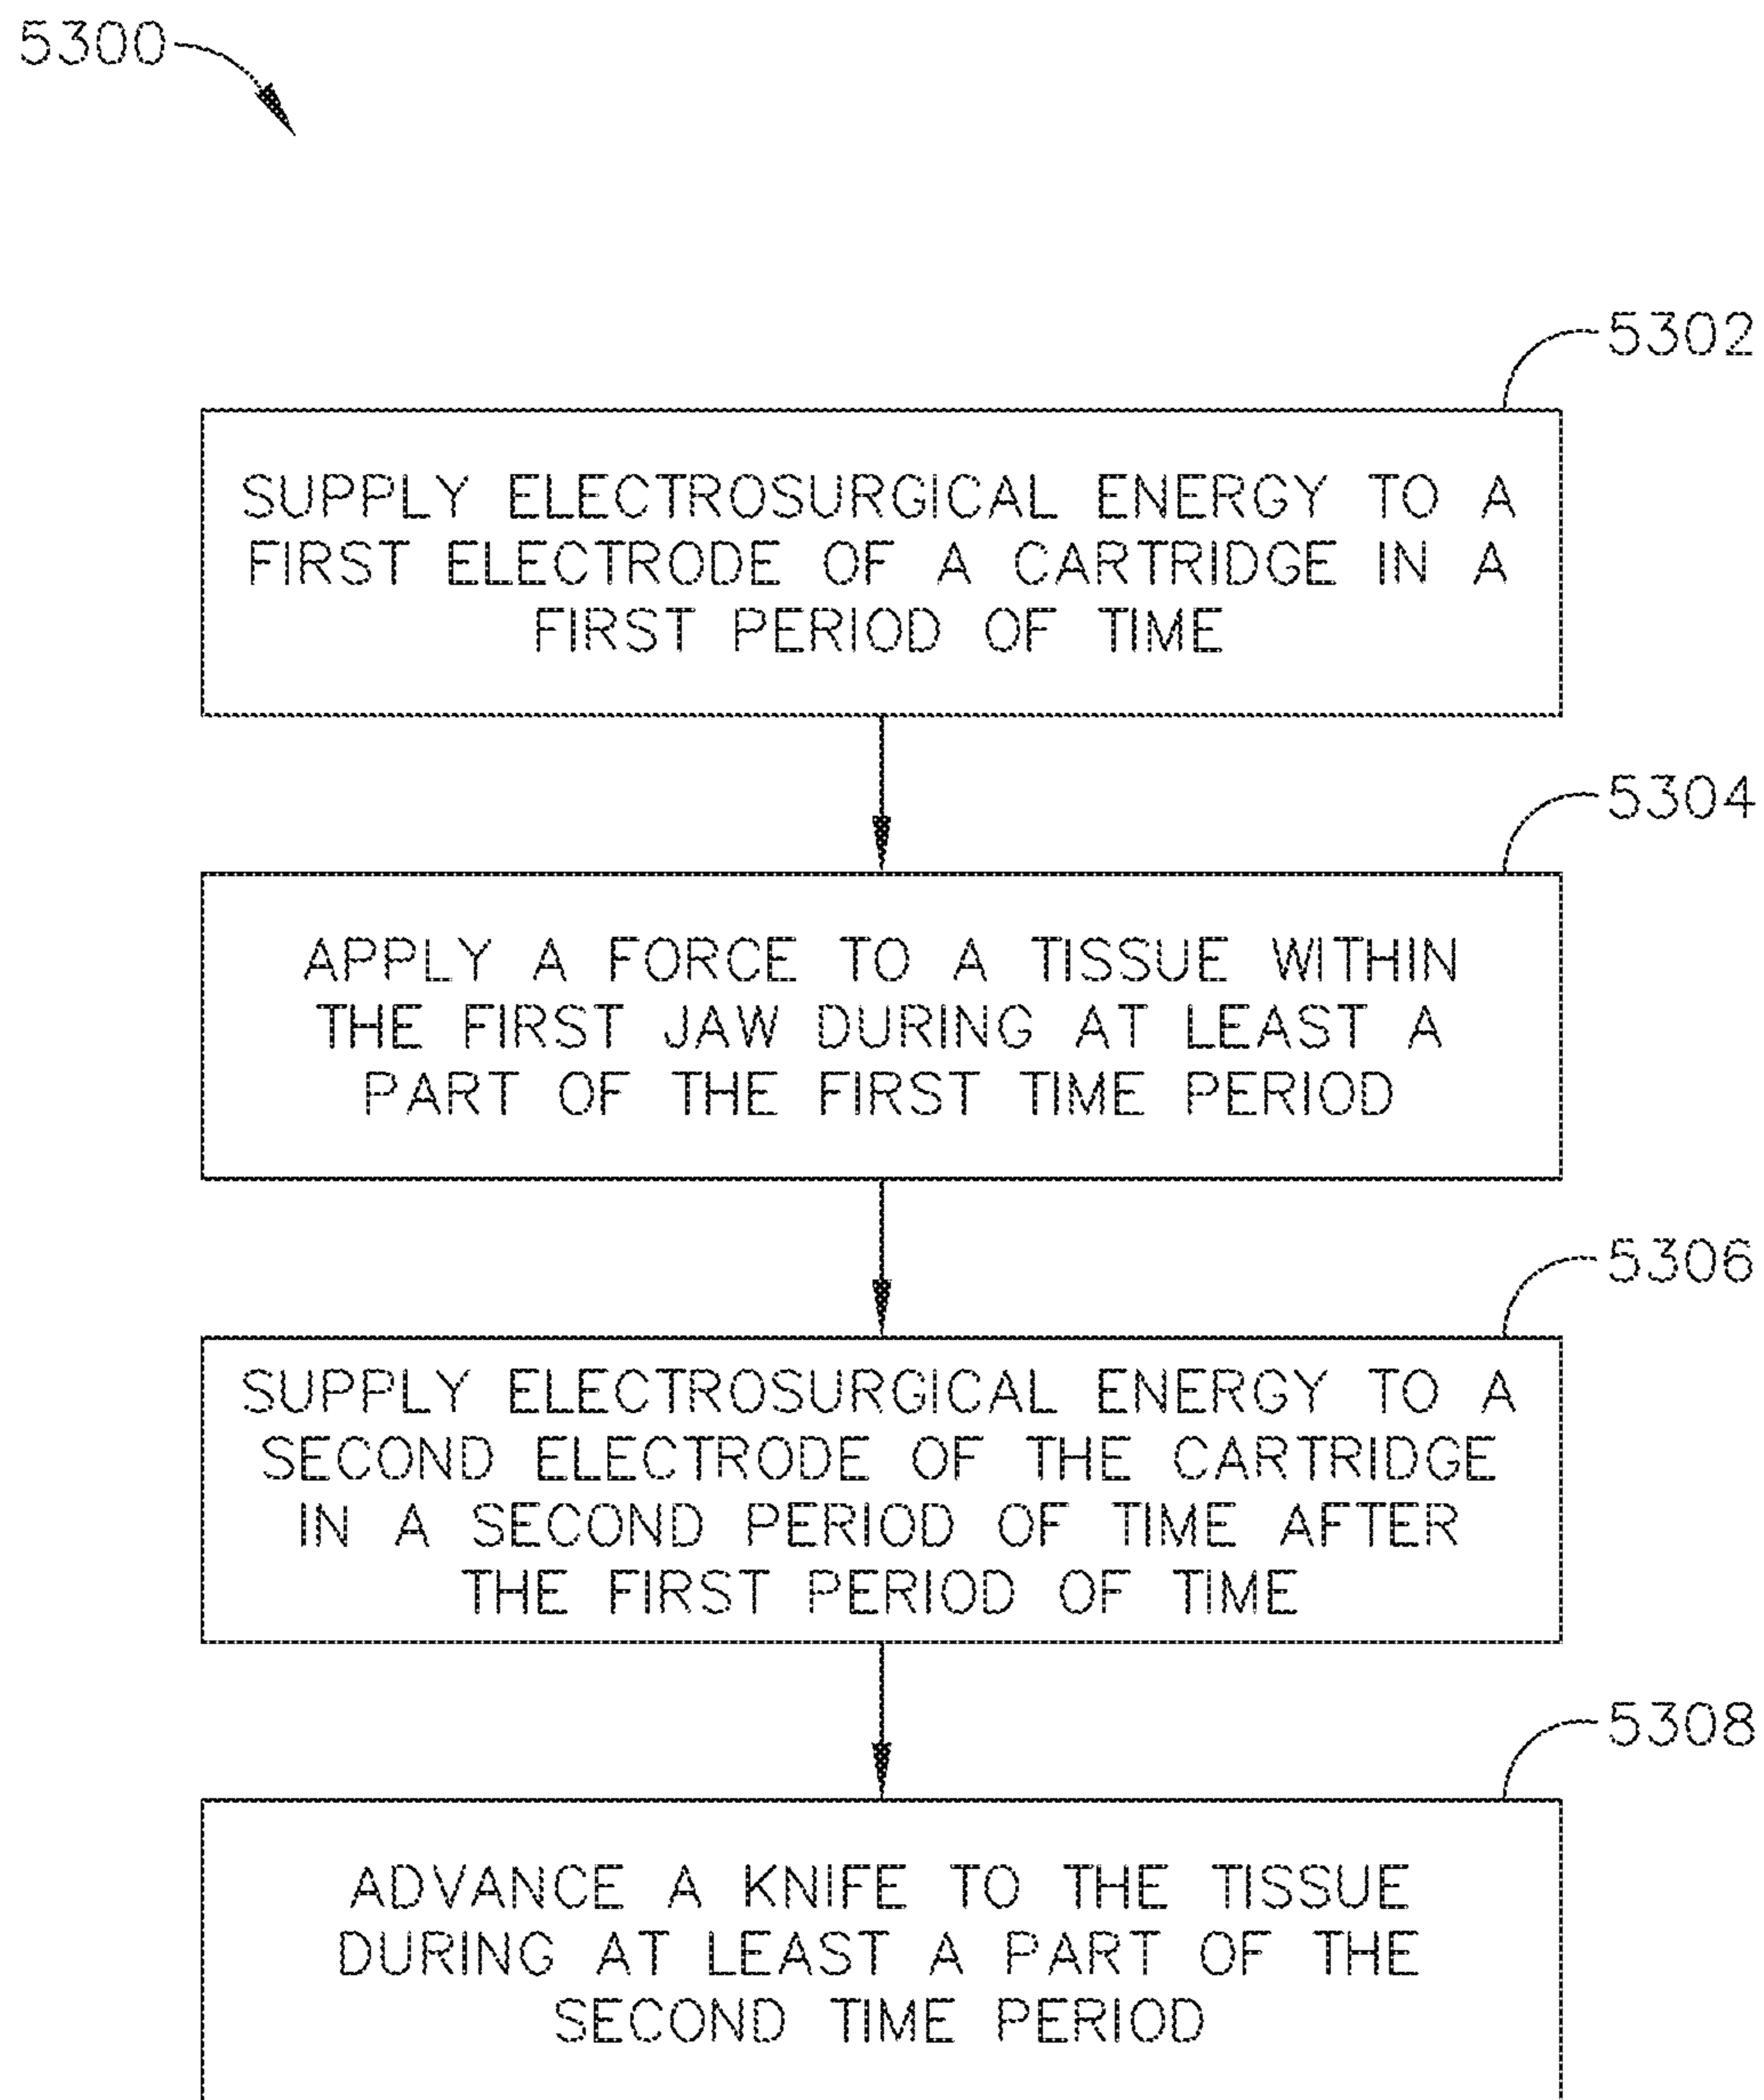 5300
5302
SUPPLY ELECTROSURGICAL ENERGY TO A
FIRST ELECTRODE OF A CARTRIDGE IN A
FIRST PERIOD OF TIME
5304
APPLY A FORCE TO A TISSUE WITHIN
THE FIRST JAW DURING AT LEAST A
PART OF THE FIRST TIME PERIOD
5306
SUPPLY ELECTROSURGICAL ENERGY TO A
SECOND ELECTRODE OF THE CARTRIDGE
IN A SECOND PERIOD OF TIME AFTER
THE FIRST PERIOD OF TIME
5308
ADVANCE A KNIFE TO THE TISSUE
DURING AT LEAST A PART OF THE
SECOND TIME PERIOD